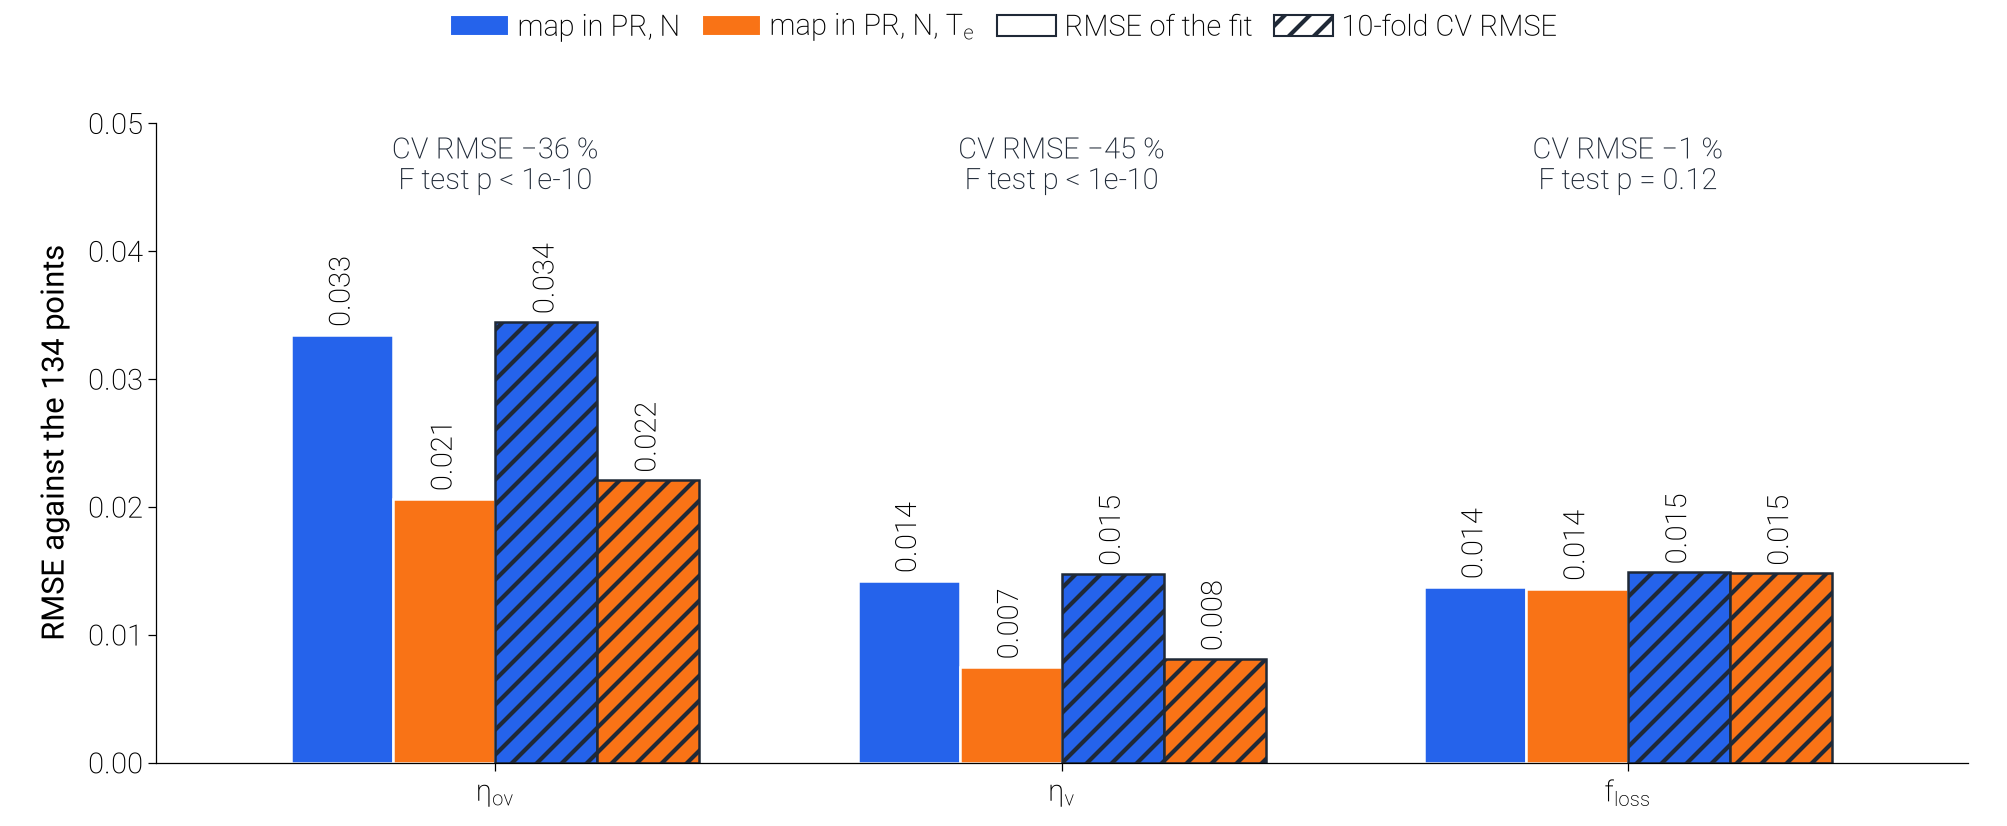 map in PR, N map in PR, N, Te RMSE of the fit 10-fold CV RMSE
RMSE against the 134 points
0.05
0.04
0.03
0.02
0.01
0.00
CV RMSE −36 %
F test p < 1e-10
CV RMSE −45 %
F test p < 1e-10
CV RMSE −1 %
F test p = 0.12
0.033
0.021
0.034
0.022
0.014
0.007
0.015
0.008
0.014
0.014
0.015
0.015
ηov
ηv
floss